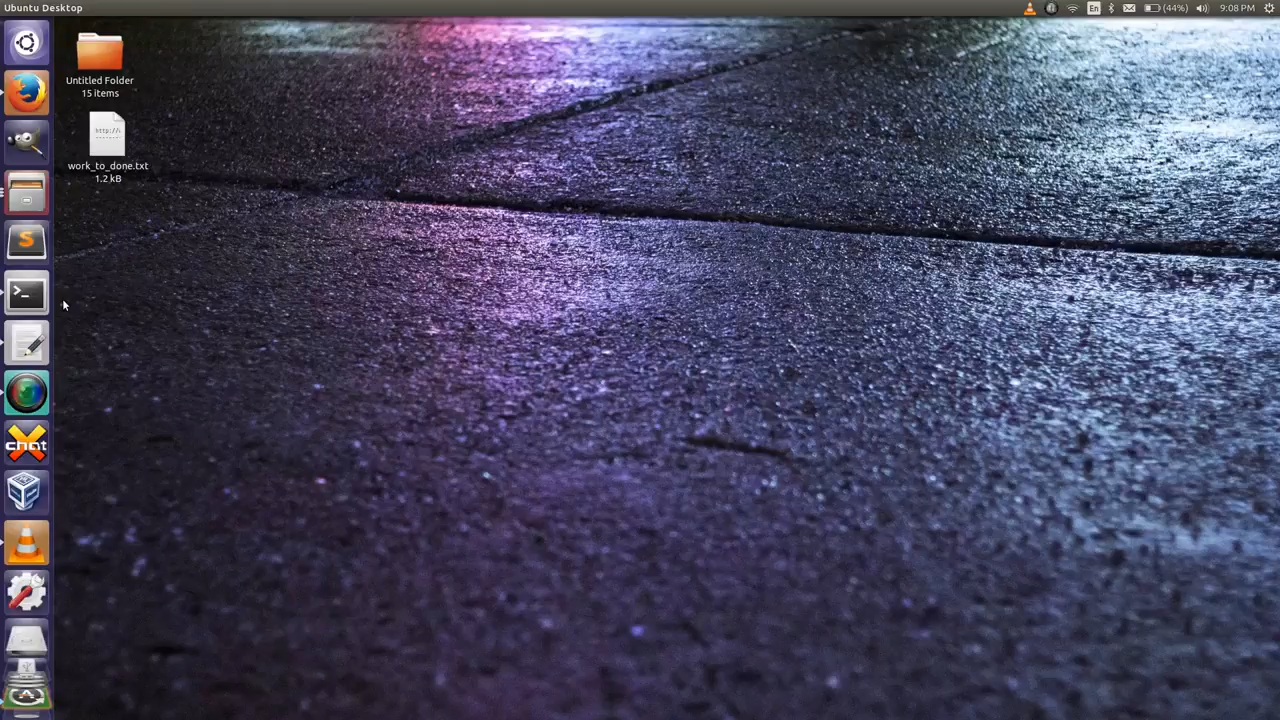 Ubuntu Desktop
En
(44%)
9:08 PM
Untitled Folder
15 items
http://
work_to_done.txt
1.2 kB
S
>_
X
chat